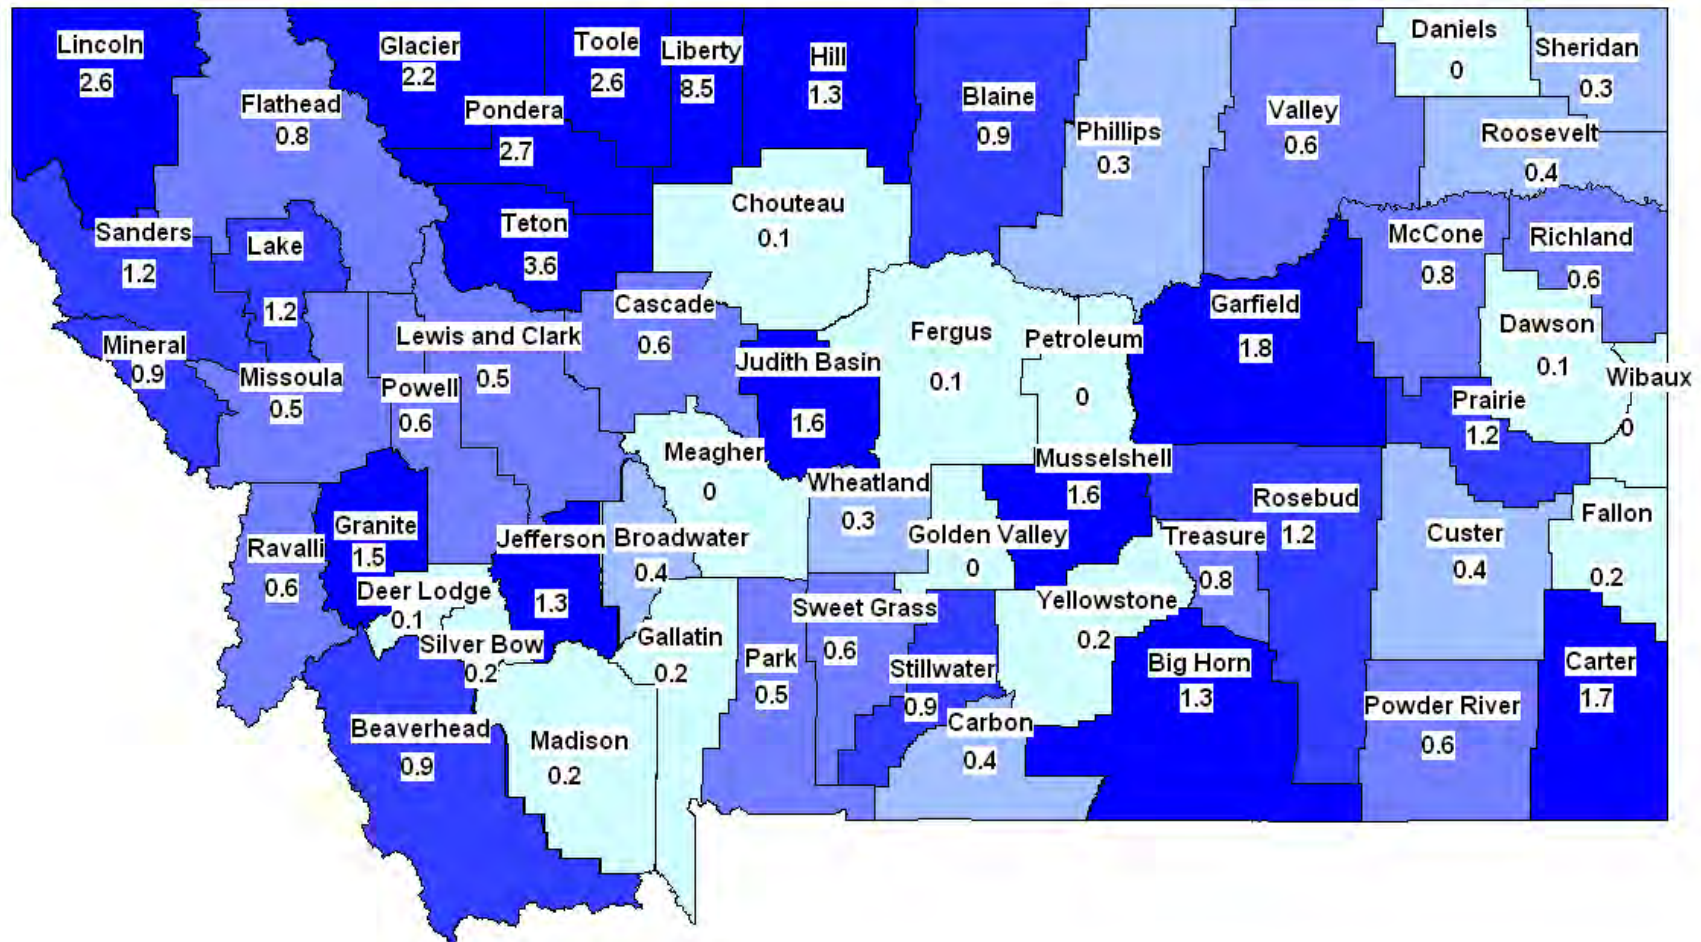 Lincoln
2.6
Flathead
0.8
Glacier
2.2
Pondera
2.7
Toole
2.6
Liberty
8.5
Hill
1.3
Blaine
0.9
Phillips
0.3
Valley
0.6
Daniels
0
Sheridan
0.3
Roosevelt
0.4
Sanders
1.2
Lake
1.2
Teton
3.6
Chouteau
0.1
McCone
0.8
Richland
0.6
Mineral
0.9
Missoula
0.5
Powell
0.6
Lewis and Clark
0.5
Cascade
0.6
Judith Basin
1.6
Fergus
0.1
Petroleum
0
Garfield
1.8
Dawson
0.1
Wibaux
0
Prairie
1.2
Meagher
0
Wheatland
0.3
Golden Valley
0
Musselshell
1.6
Rosebud
1.2
Treasure
0.8
Custer
0.4
Fallon
0.2
Ravalli
0.6
Granite
1.5
Deer Lodge
0.1
Jefferson
1.3
Broadwater
0.4
Silver Bow
0.2
Gallatin
0.2
Sweet Grass
0.6
Yellowstone
0.2
Park
0.5
Stillwater
0.9
Big Horn
1.3
Carter
1.7
Beaverhead
0.9
Madison
0.2
Carbon
0.4
Powder River
0.6